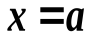 x = a